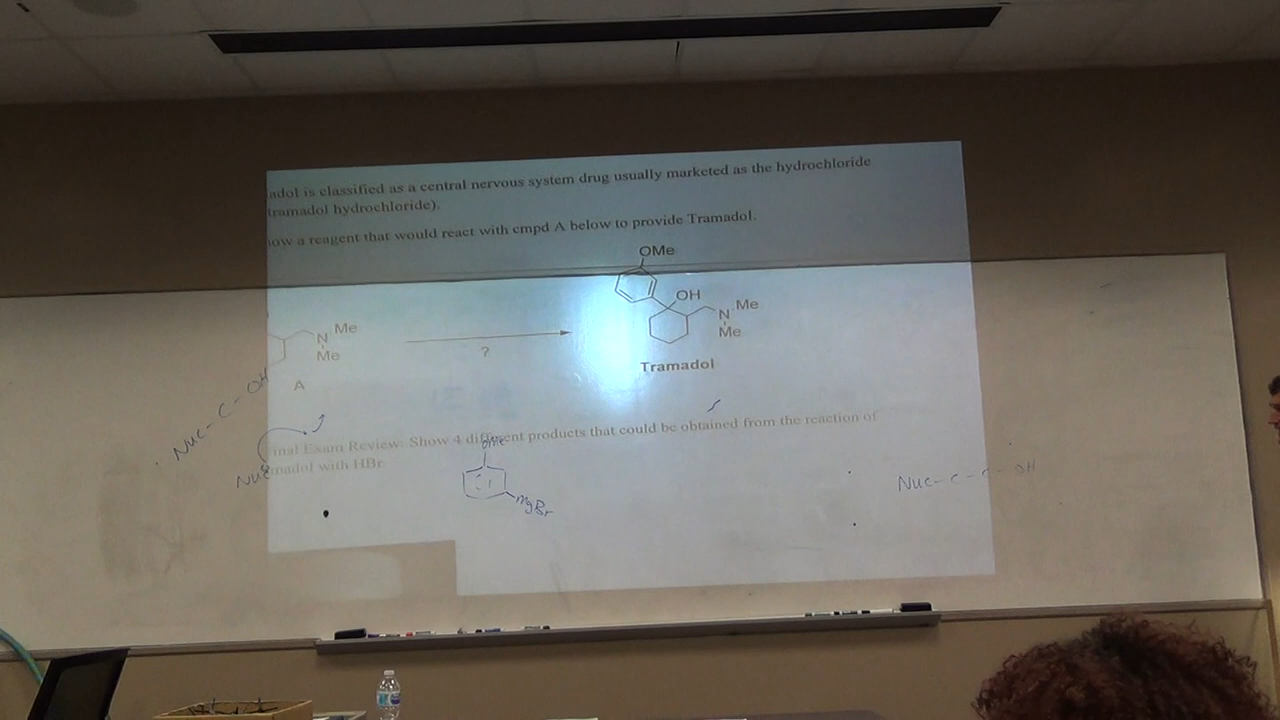 adol is classified as a central nervous system drug usually marketed as the hydrochloride
tramadol hydrochloride).
ow a reagent that would react with cmpd A below to provide Tramadol.
OMe
OH
N
Me
Me
Tramadol
N
Me
Me
A
?
Nuc- C - OH
Nuc
inal Exam Review: Show 4 different products that could be obtained from the reaction of
madol with HBr
OMe
MgBr
Nuc- C - C - OH